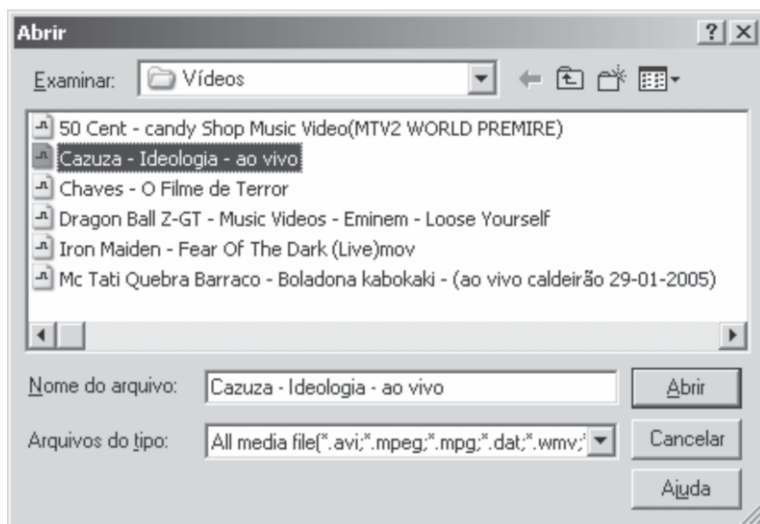 Abrir
Examinar: Vídeos
50 Cent - candy Shop Music Video(MTV2 WORLD PREMIRE)
Cazuza - Ideologia - ao vivo
Chaves - O Filme de Terror
Dragon Ball Z-GT - Music Videos - Eminem - Loose Yourself
Iron Maiden - Fear Of The Dark (Live)mov
Mc Tati Quebra Barraco - Boladona kabokaki - (ao vivo caldeirão 29-01-2005)
Nome do arquivo: Cazuza - Ideologia - ao vivo Abrir
Arquivos do tipo: All media file(*.avi;*.mpeg;*.mpg;*.dat;*.wmv;* Cancelar
Ajuda